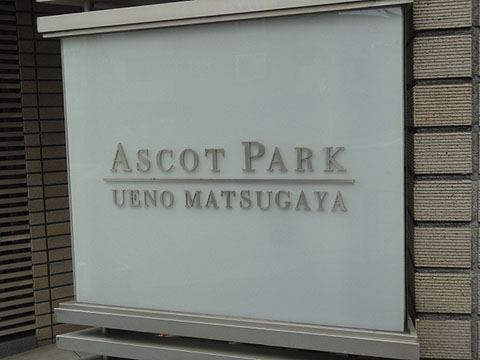 ASCOT PARK
UENO MATSUGAYA